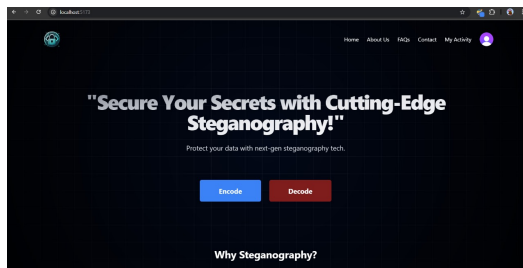 localhost:5173
Home About Us FAQs Contact My Activity
"Secure Your Secrets with Cutting-Edge
Steganography!"
Protect your data with next-gen steganography tech.
Encode Decode
Why Steganography?